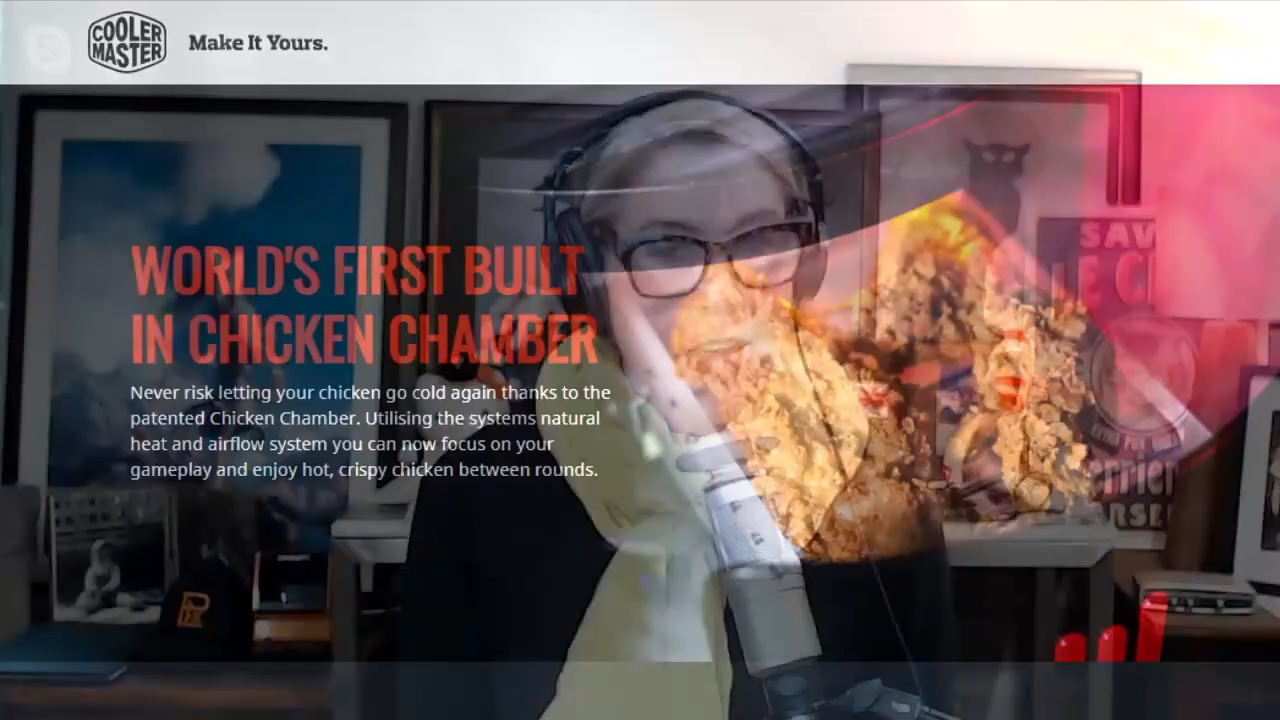 COOLER
MASTER
Make It Yours.
SAV
WORLD'S FIRST BUILT
IN CHICKEN CHAMBER
Never risk letting your chicken go cold again thanks to the
patented Chicken Chamber. Utilising the systems natural
heat and airflow system you can now focus on your
gameplay and enjoy hot, crispy chicken between rounds.